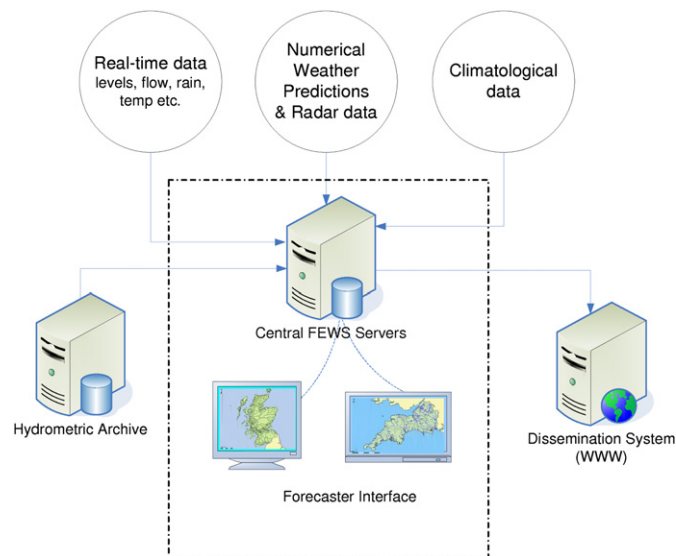 Real-time data
levels, flow, rain,
temp etc.
Numerical
Weather
Predictions
& Radar data
Climatological
data
Central FEWS Servers
Hydrometric Archive
Dissemination System
(WWW)
Forecaster Interface